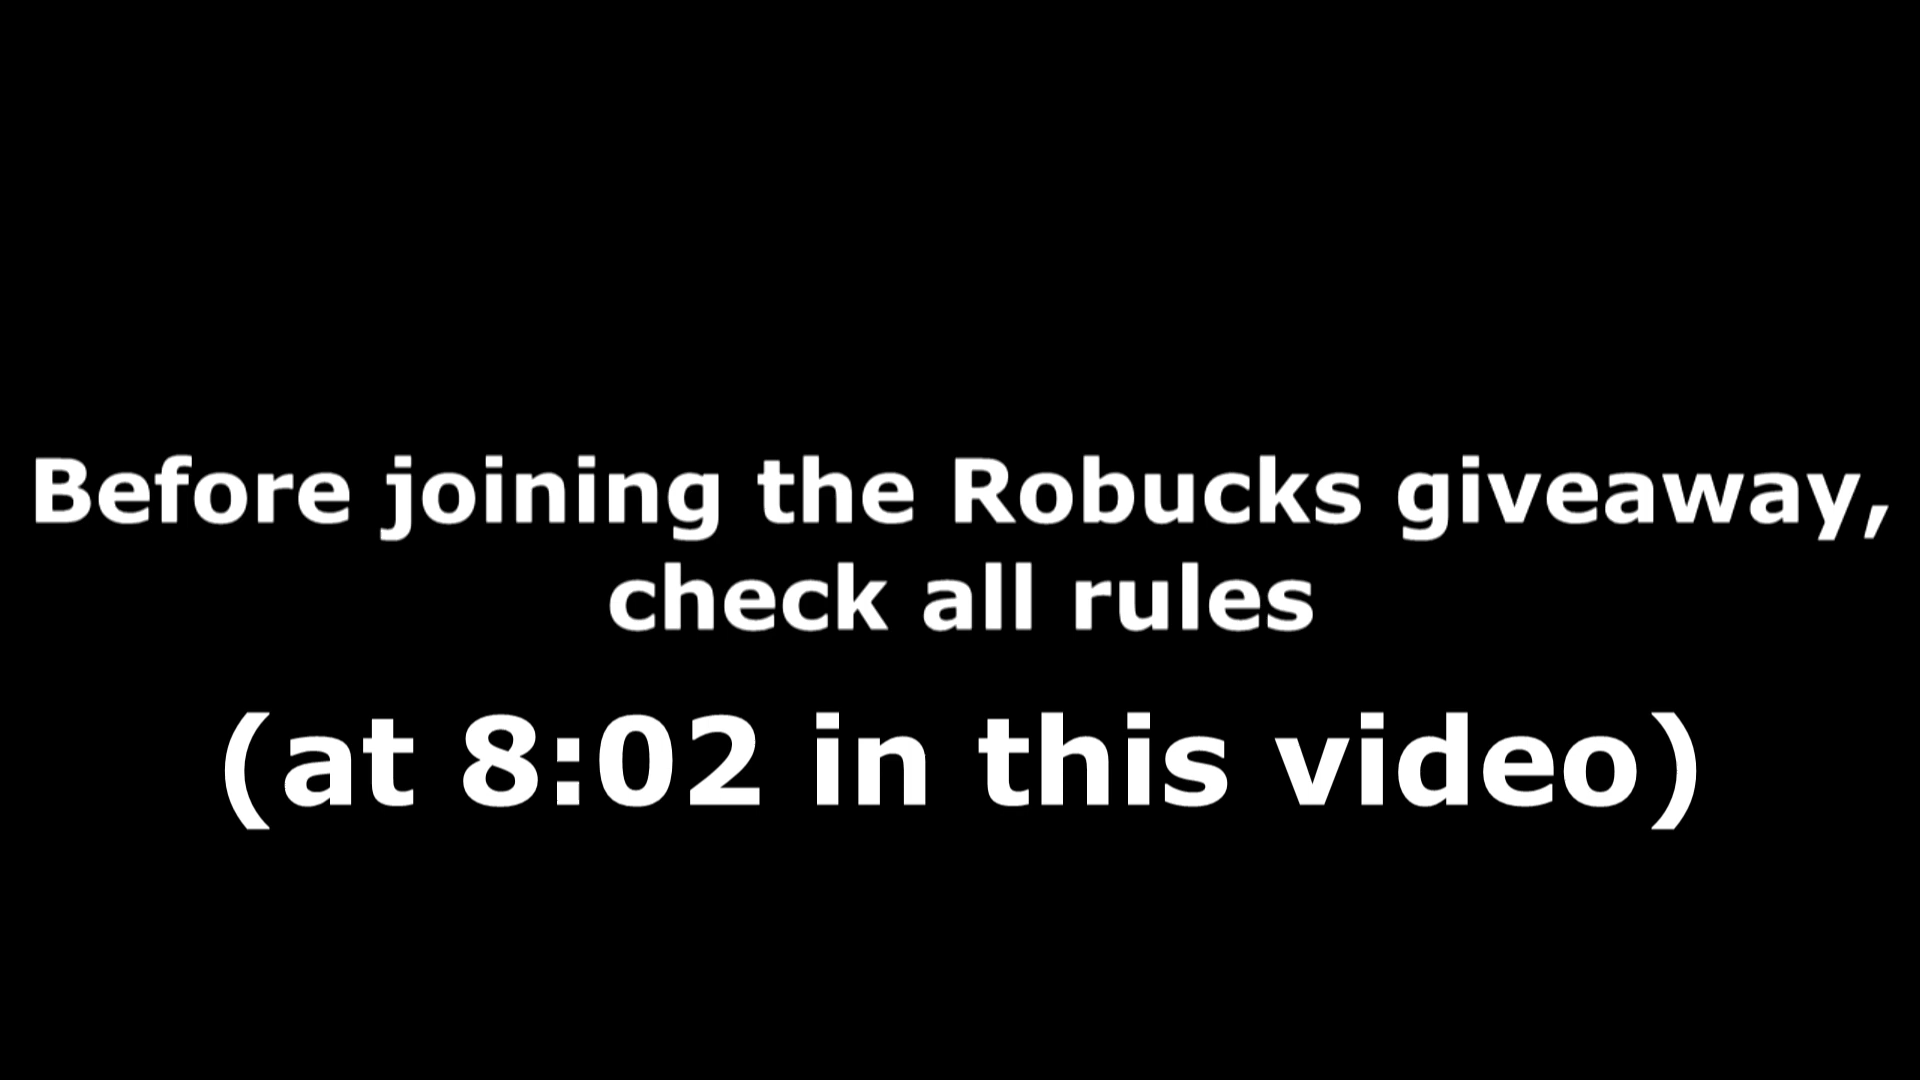 Before joining the Robucks giveaway,
check all rules
(at 8:02 in this video)